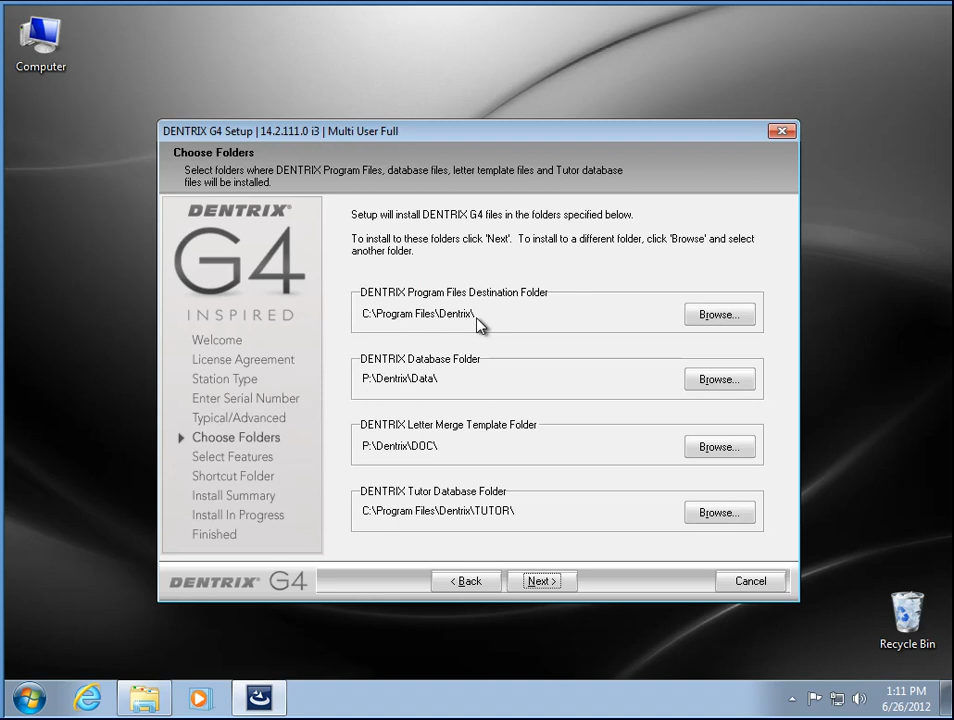 Computer
DENTRIX G4 Setup | 14.2.111.0 i3 | Multi User Full
Choose Folders
Select folders where DENTRIX Program Files, database files, letter template files and Tutor database
files will be installed.
DENTRIX®
G4
INSPIRED
Welcome
License Agreement
Station Type
Enter Serial Number
Typical/Advanced
Choose Folders
Select Features
Shortcut Folder
Install Summary
Install In Progress
Finished
Setup will install DENTRIX G4 files in the folders specified below.
To install to these folders click 'Next'. To install to a different folder, click 'Browse' and select
another folder.
DENTRIX Program Files Destination Folder
C:\Program Files\Dentrix\
Browse...
DENTRIX Database Folder
P:\Dentrix\Data\
Browse...
DENTRIX Letter Merge Template Folder
P:\Dentrix\DOC\
Browse...
DENTRIX Tutor Database Folder
C:\Program Files\Dentrix\TUTOR\
Browse...
DENTRIX® G4
< Back
Next >
Cancel
Recycle Bin
1:11 PM
6/26/2012